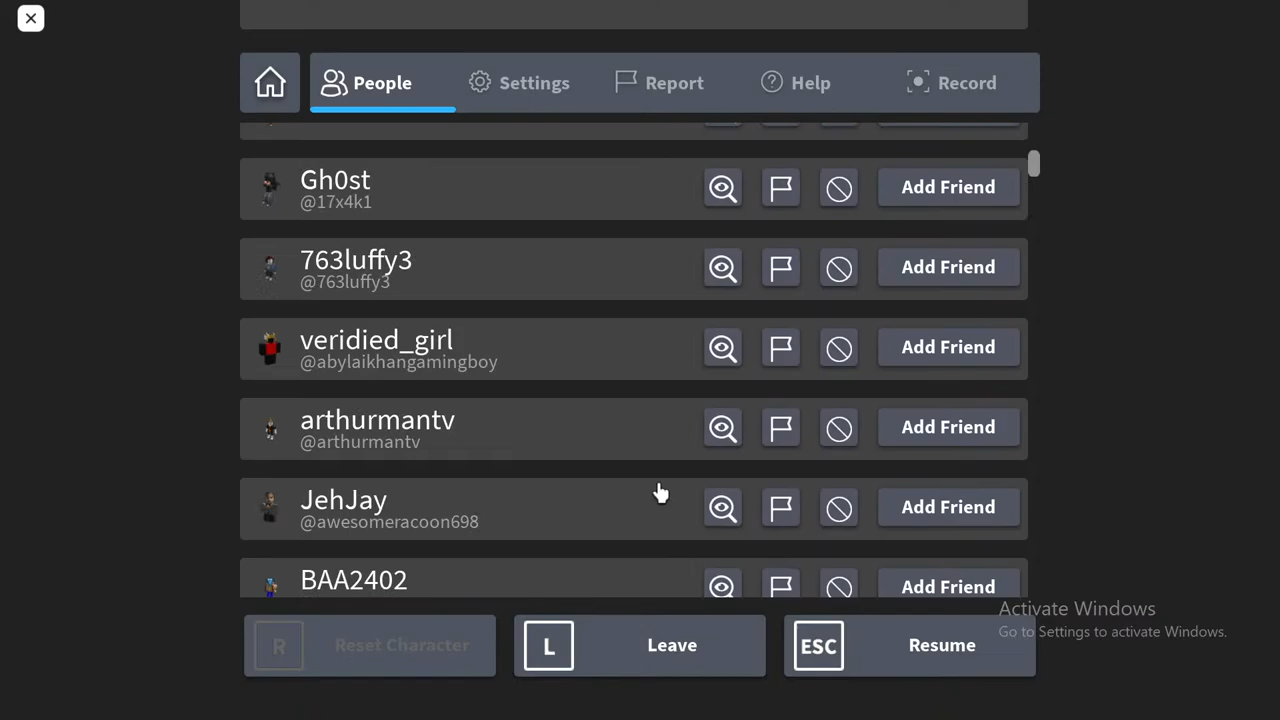 People
Settings
Report
Help
Record
Gh0st
@17x4k1
Add Friend
763luffy3
@763luffy3
Add Friend
veridied_girl
@abylaikhangamingboy
Add Friend
arthurmantv
@arthurmantv
Add Friend
JehJay
@awesomeracoon698
Add Friend
BAA2402
Add Friend
R Reset Character
L Leave
ESC Resume
Activate Windows
Go to Settings to activate Windows.